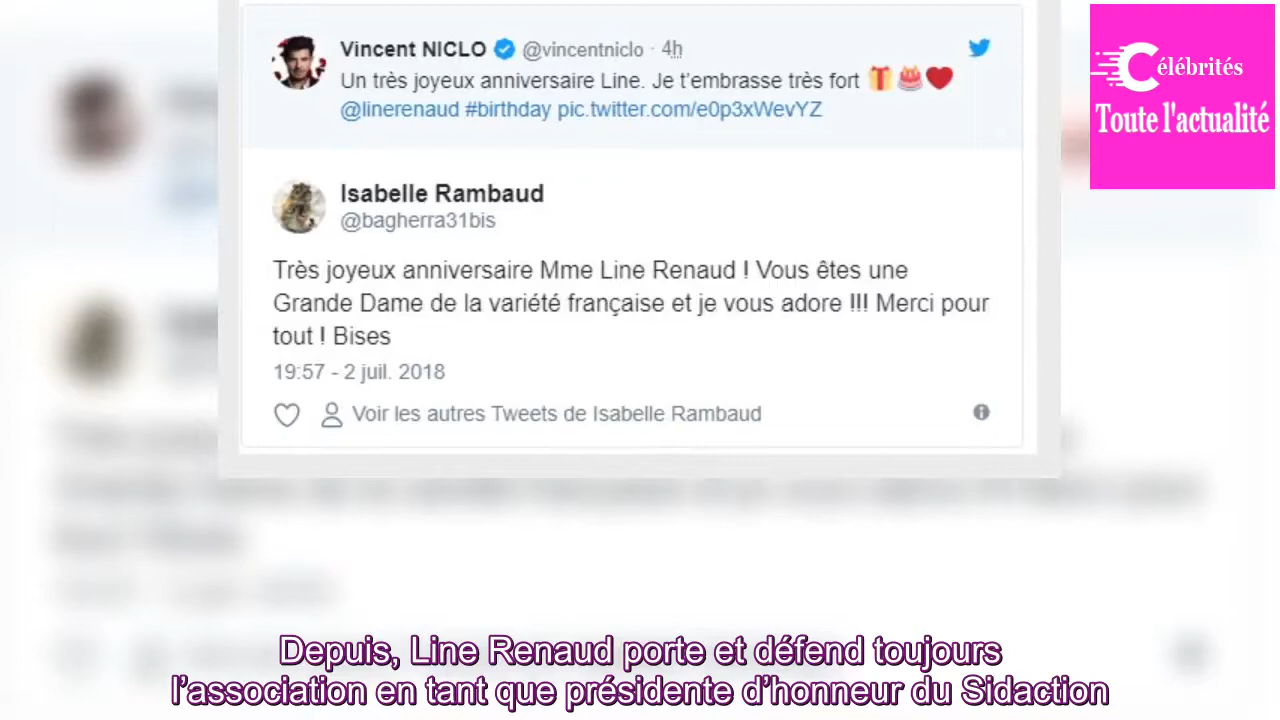 Vincent NICLO @vincentniclo · 4h
Un très joyeux anniversaire Line. Je t’embrasse très fort 🎁🎂❤️
@linerenaud #birthday pic.twitter.com/e0p3xWevYZ
Isabelle Rambaud
@bagherra31bis
Très joyeux anniversaire Mme Line Renaud ! Vous êtes une
Grande Dame de la variété française et je vous adore !!! Merci pour
tout ! Bises
19:57 - 2 juil. 2018
Voir les autres Tweets de Isabelle Rambaud
Célébrités
Toute l'actualité
Depuis, Line Renaud porte et défend toujours
l’association en tant que présidente d’honneur du Sidaction